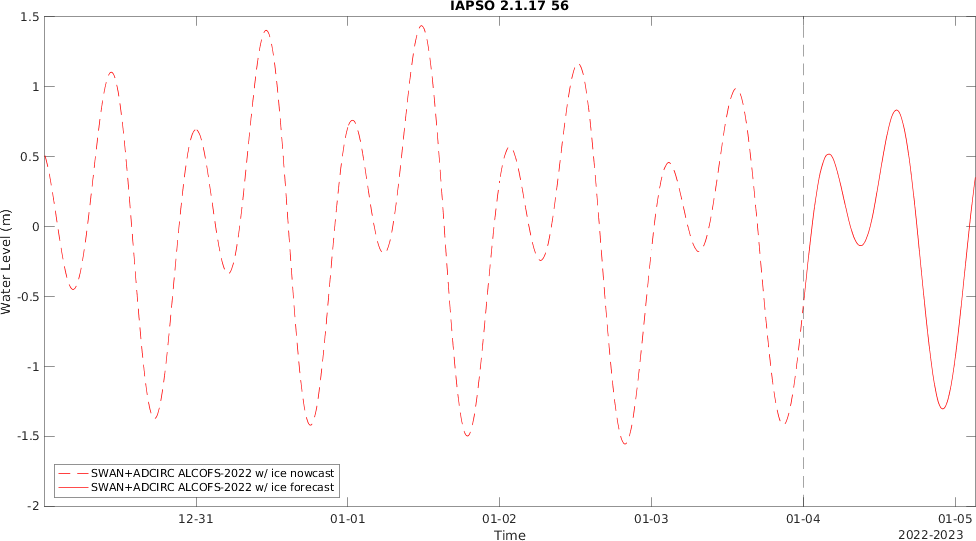 IAPSO 2.1.17 56
1.5
1
0.5
0
-0.5
-1
-1.5
-2
Water Level (m)
SWAN+ADCIRC ALCOFS-2022 w/ ice nowcast
SWAN+ADCIRC ALCOFS-2022 w/ ice forecast
12-31 01-01 01-02 01-03 01-04 01-05
Time
2022-2023